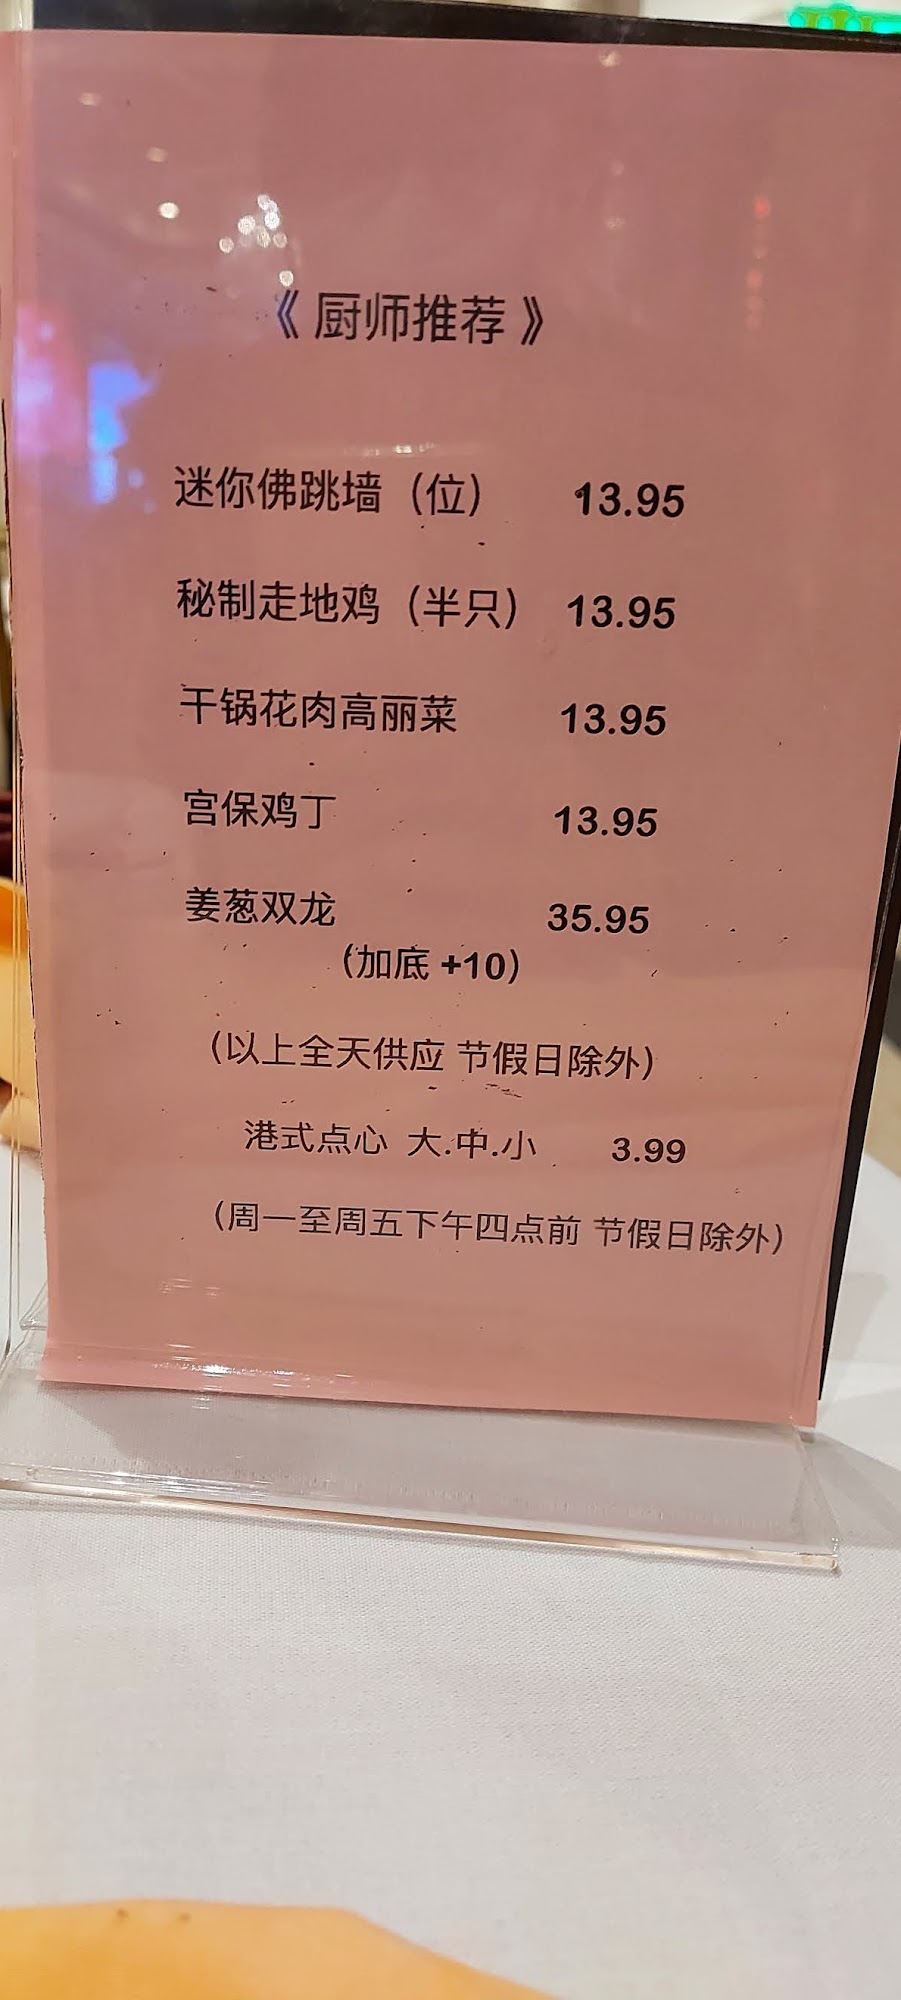 《厨师推荐》
迷你佛跳墙（位） 13.95
秘制走地鸡（半只） 13.95
干锅花肉高丽菜 13.95
宫保鸡丁 13.95
姜葱双龙 35.95
（加底 +10）
（以上全天供应 节假日除外）
港式点心 大.中.小 3.99
（周一至周五下午四点前 节假日除外）